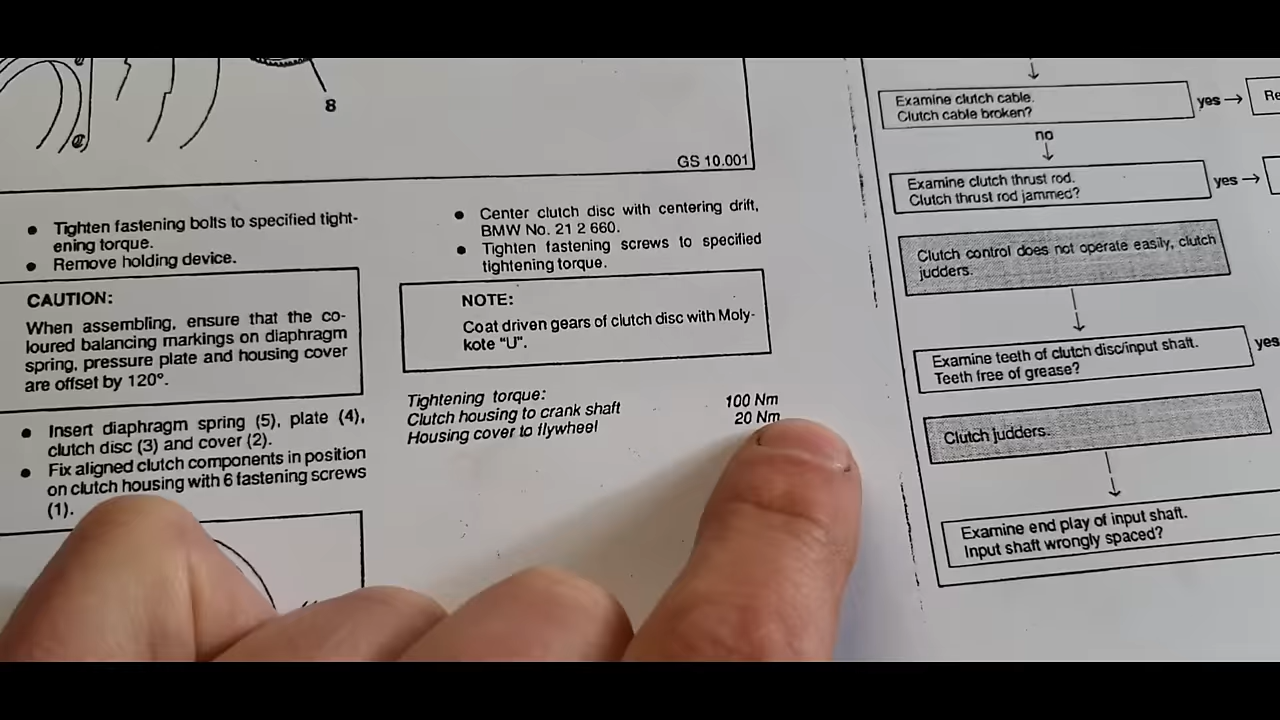 8
GS 10.001
• Tighten fastening bolts to specified tight-
ening torque.
• Remove holding device.
CAUTION:
When assembling, ensure that the co-
loured balancing markings on diaphragm
spring, pressure plate and housing cover
are offset by 120°.
• Insert diaphragm spring (5), plate (4),
clutch disc (3) and cover (2).
• Fix aligned clutch components in position
on clutch housing with 6 fastening screws
(1).
• Center clutch disc with centering drift,
BMW No. 21 2 660.
• Tighten fastening screws to specified
tightening torque.
NOTE:
Coat driven gears of clutch disc with Moly-
kote "U".
Tightening torque:
Clutch housing to crank shaft 100 Nm
Housing cover to flywheel 20 Nm
Examine clutch cable.
Clutch cable broken?
yes →
no
Examine clutch thrust rod.
Clutch thrust rod jammed?
yes →
Clutch control does not operate easily, clutch
judders.
Examine teeth of clutch disc/input shaft.
Teeth free of grease?
yes
Clutch judders.
Examine end play of input shaft.
Input shaft wrongly spaced?